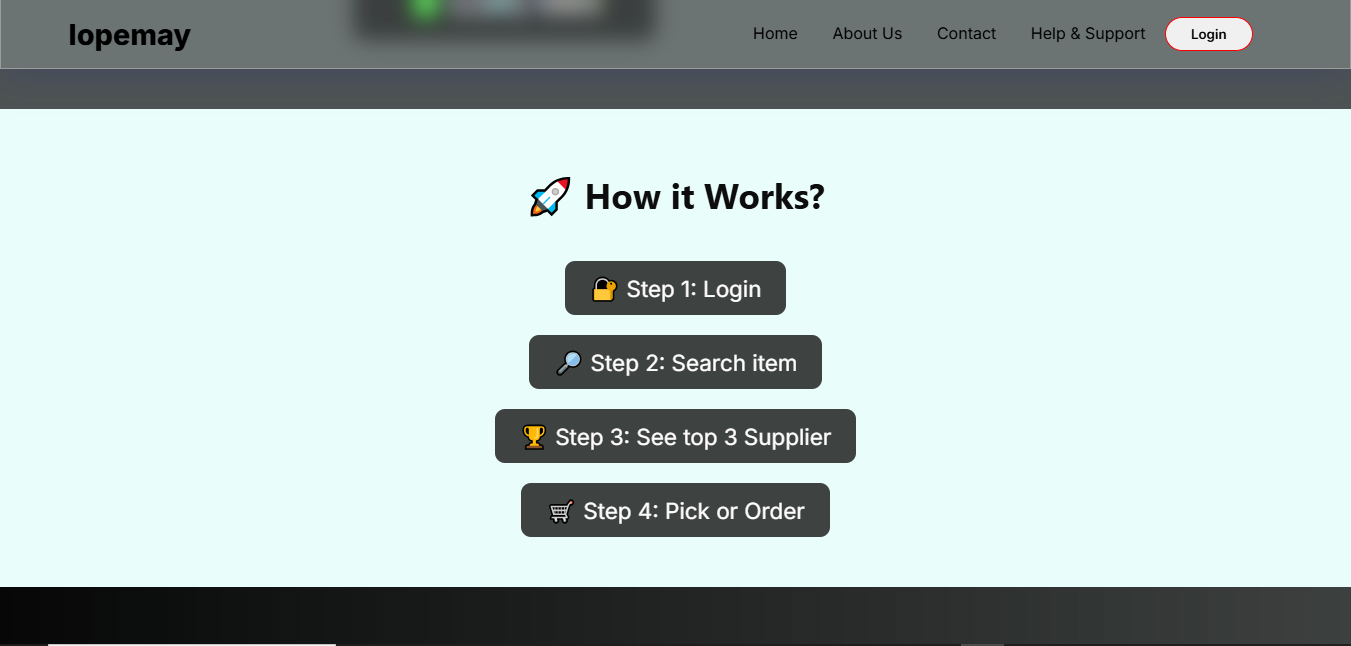 lopemay
Home About Us Contact Help & Support Login
🚀 How it Works?
🔐 Step 1: Login
🔎 Step 2: Search item
🏆 Step 3: See top 3 Supplier
🛒 Step 4: Pick or Order